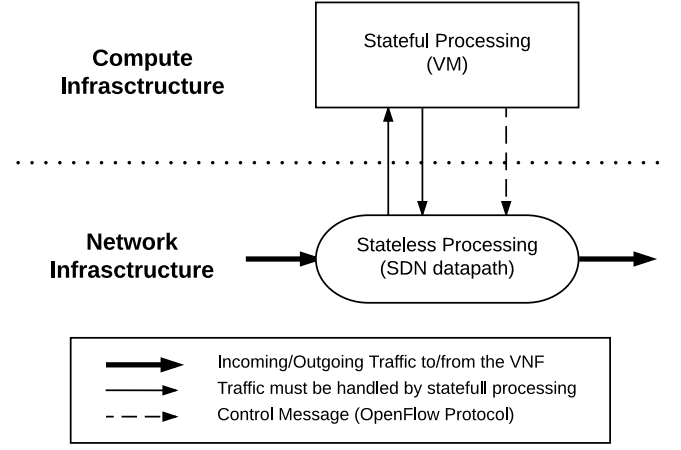 Compute
Infrasctructure
Stateful Processing
(VM)
Network
Infrasctructure
Stateless Processing
(SDN datapath)
Incoming/Outgoing Traffic to/from the VNF
Traffic must be handled by statefull processing
Control Message (OpenFlow Protocol)